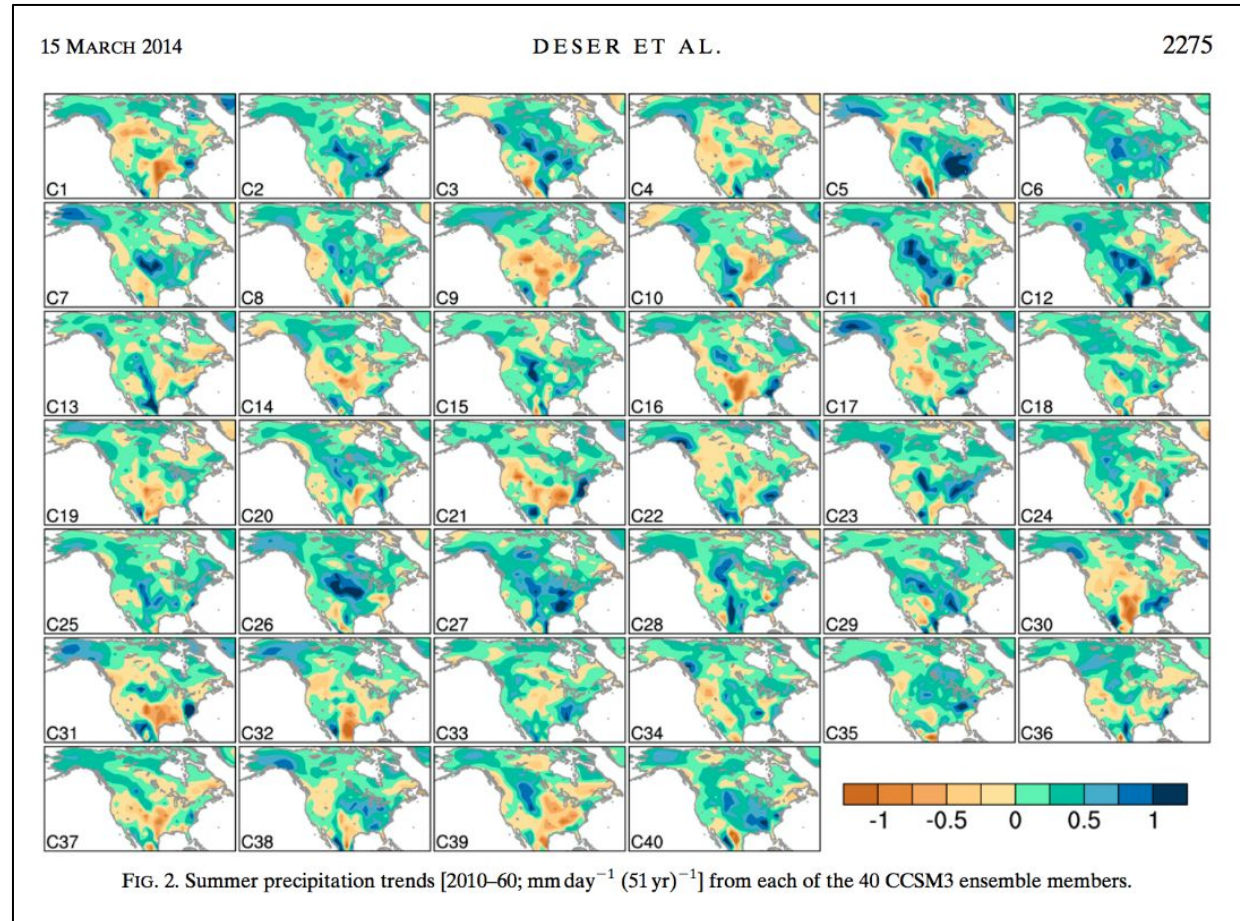 15 MARCH 2014 DESER ET AL. 2275
C1 C2 C3 C4 C5 C6
C7 C8 C9 C10 C11 C12
C13 C14 C15 C16 C17 C18
C19 C20 C21 C22 C23 C24
C25 C26 C27 C28 C29 C30
C31 C32 C33 C34 C35 C36
C37 C38 C39 C40
-1 -0.5 0 0.5 1
FIG. 2. Summer precipitation trends [2010–60; mm day⁻¹ (51 yr)⁻¹] from each of the 40 CCSM3 ensemble members.